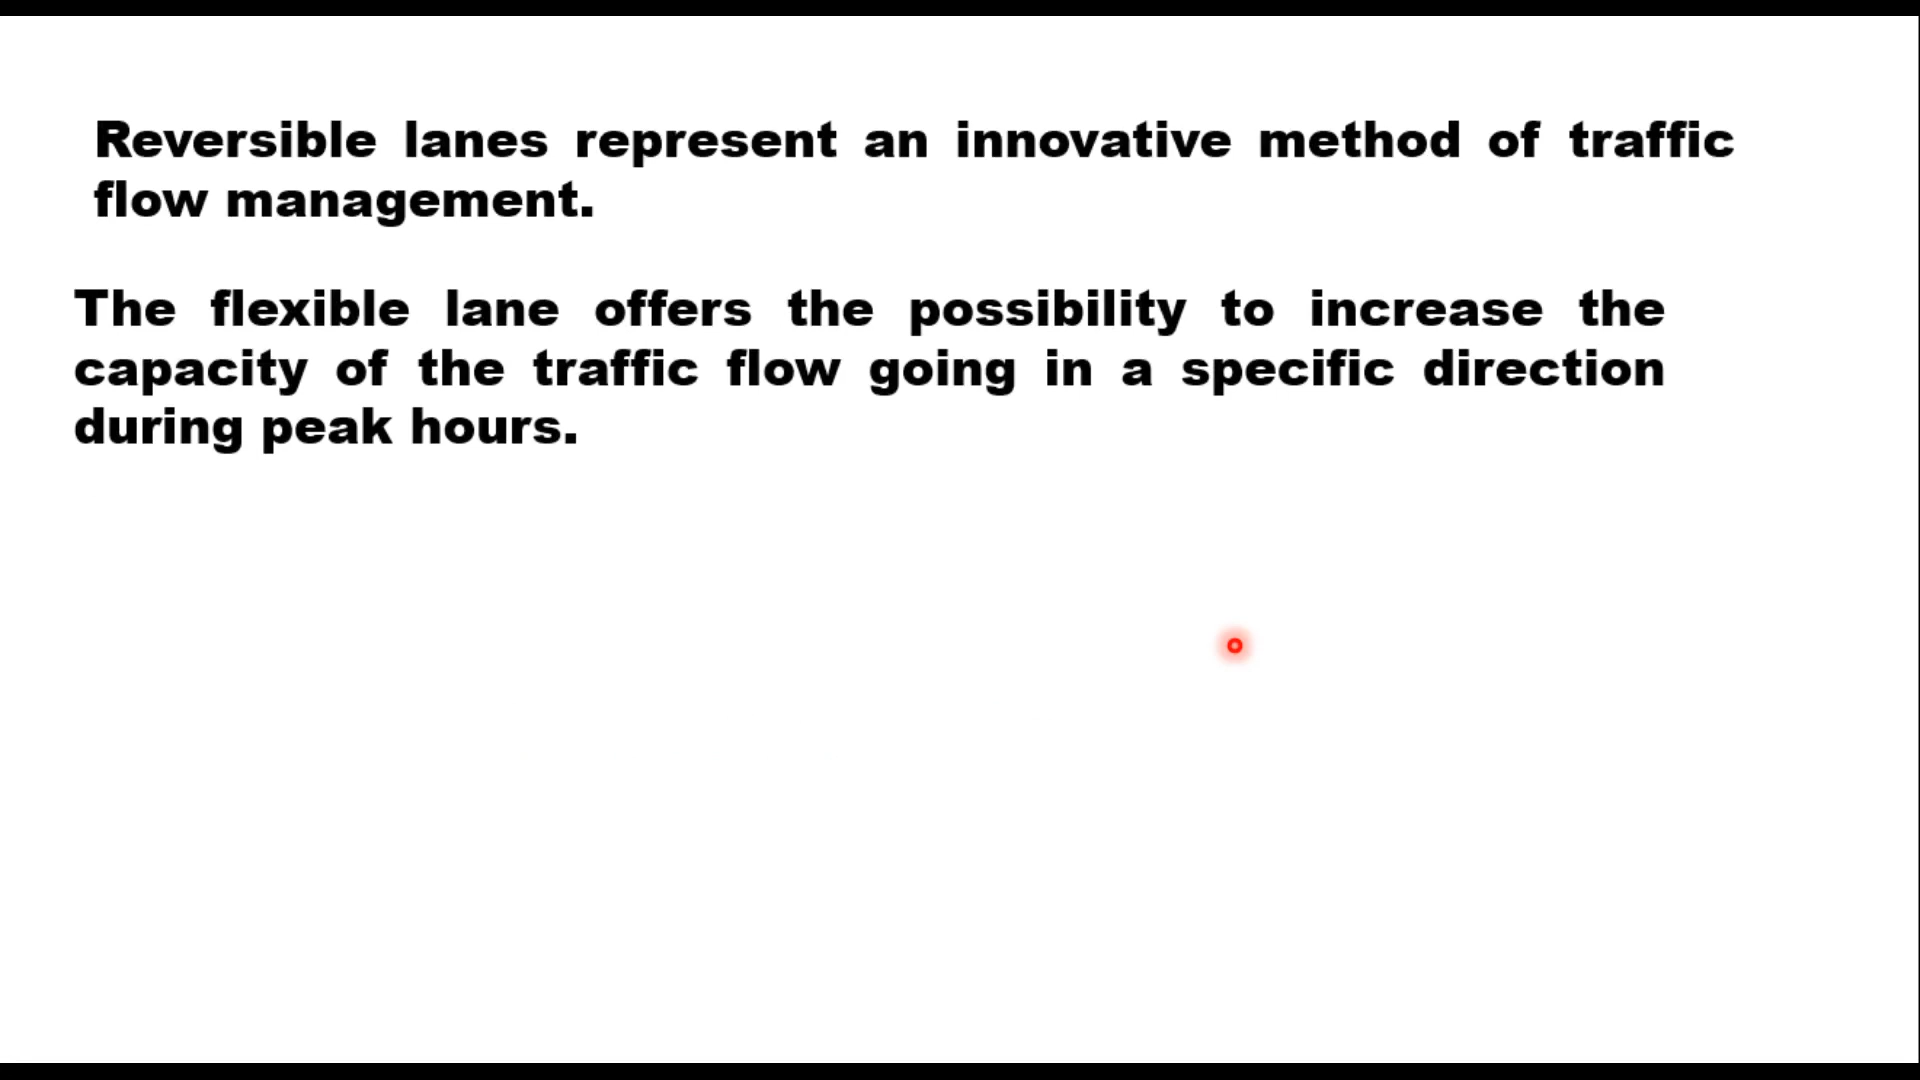 Reversible lanes represent an innovative method of traffic
flow management.
The flexible lane offers the possibility to increase the
capacity of the traffic flow going in a specific direction
during peak hours.